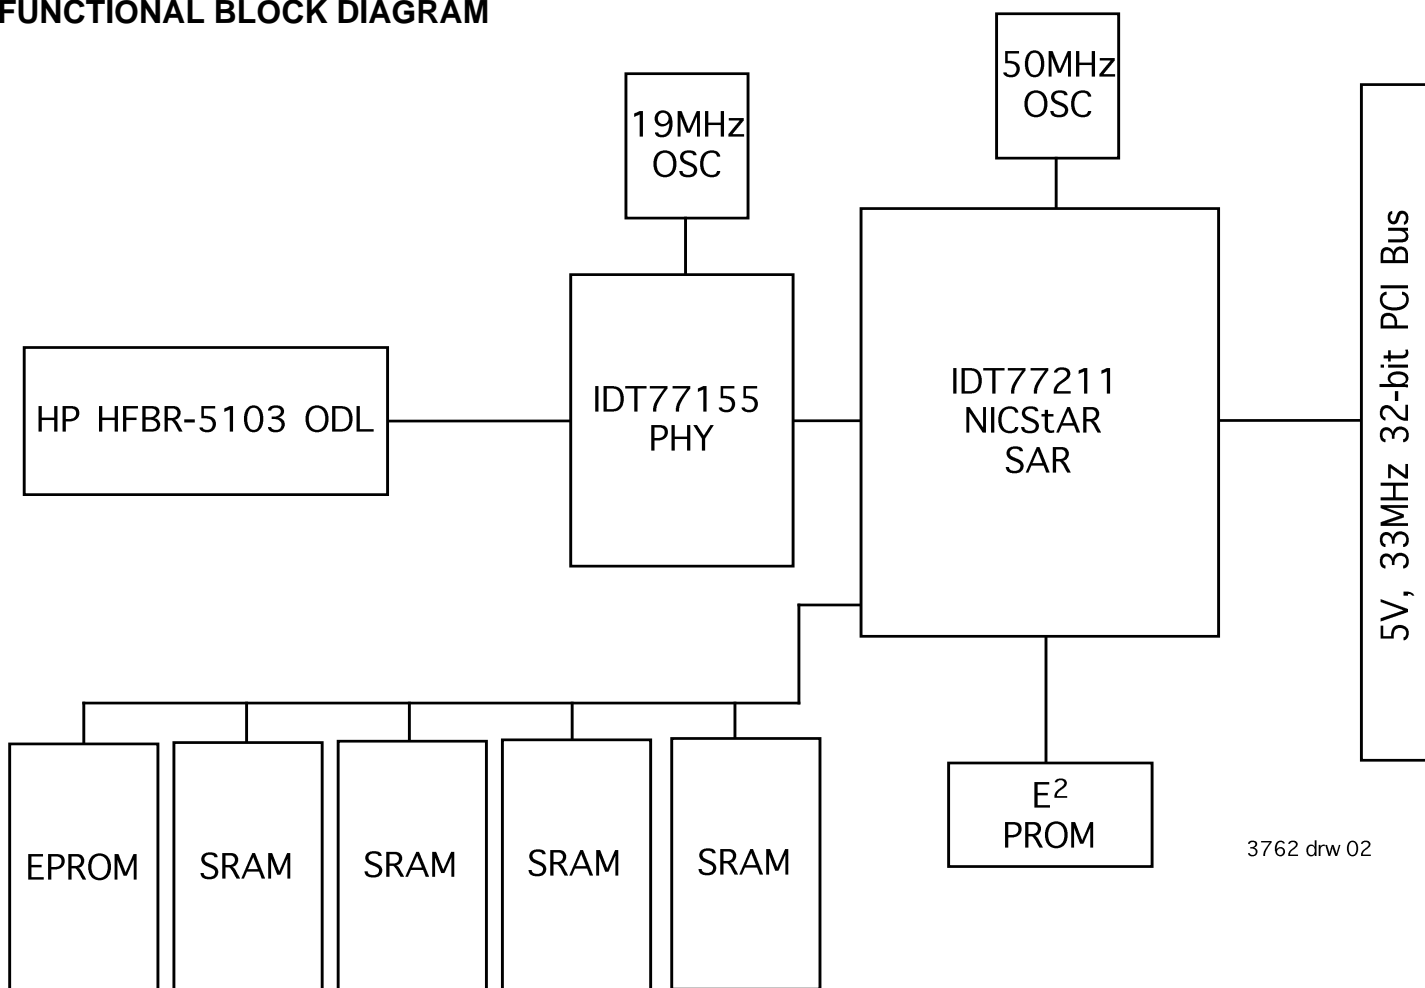 FUNCTIONAL BLOCK DIAGRAM
50MHz
OSC
19MHz
OSC
HP HFBR-5103 ODL
IDT77155
PHY
IDT77211
NICStAR
SAR
5V, 33MHz 32-bit PCI Bus
E²
PROM
EPROM
SRAM
SRAM
SRAM
SRAM
3762 drw 02